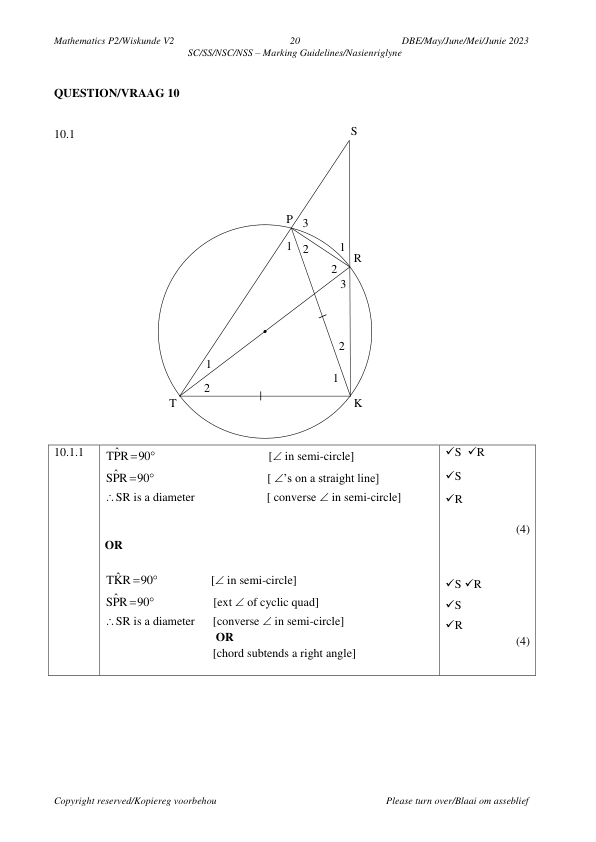 Mathematics P2/Wiskunde V2 20 DBE/May/June/Mei/Junie 2023
SC/SS/NSC/NSS – Marking Guidelines/Nasienriglyne
QUESTION/VRAAG 10
10.1
S
P 3
1 2
1
R
2
3
2
1
1
2
T
K
10.1.1 TP̂R = 90° [∠ in semi-circle] ✓S ✓R
SP̂R = 90° [ ∠'s on a straight line] ✓S
∴ SR is a diameter [ converse ∠ in semi-circle] ✓R
(4)
OR
TK̂R = 90° [∠ in semi-circle] ✓S ✓R
SP̂R = 90° [ext ∠ of cyclic quad] ✓S
∴ SR is a diameter [converse ∠ in semi-circle] ✓R
OR
(4)
[chord subtends a right angle]
Copyright reserved/Kopiereg voorbehou Please turn over/Blaai om asseblief